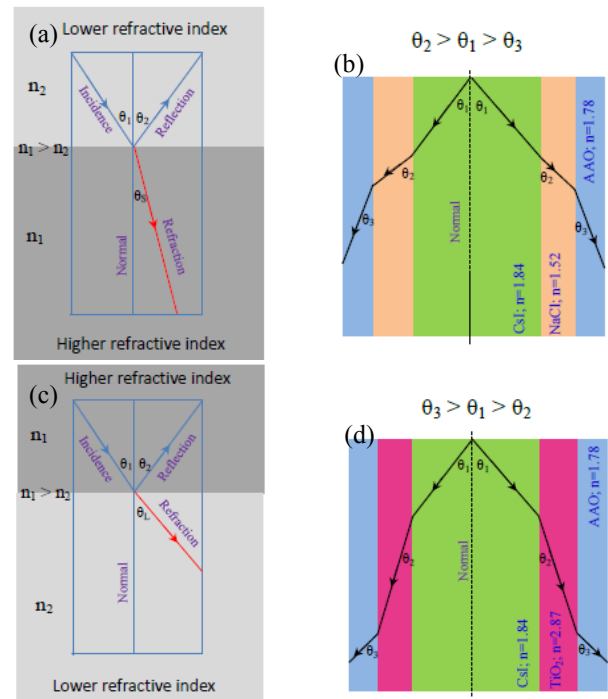 (a)
Lower refractive index
n₂
Incidence
θ₁
θ₂
Reflection
n₁ > n₂
θS
Refraction
n₁
Normal
Higher refractive index
θ₂ > θ₁ > θ₃
(b)
θ₁
θ₁
θ₂
θ₂
θ₃
θ₃
Normal
CsI; n=1.84
NaCl; n=1.52
AAO; n=1.78
(c)
Higher refractive index
n₁
Incidence
θ₁
θ₂
Reflection
n₁ > n₂
θL
Refraction
Normal
n₂
Lower refractive index
θ₃ > θ₁ > θ₂
(d)
θ₁
θ₁
θ₂
θ₂
θ₃
θ₃
Normal
CsI; n=1.84
TiO₂; n=2.87
AAO; n=1.78